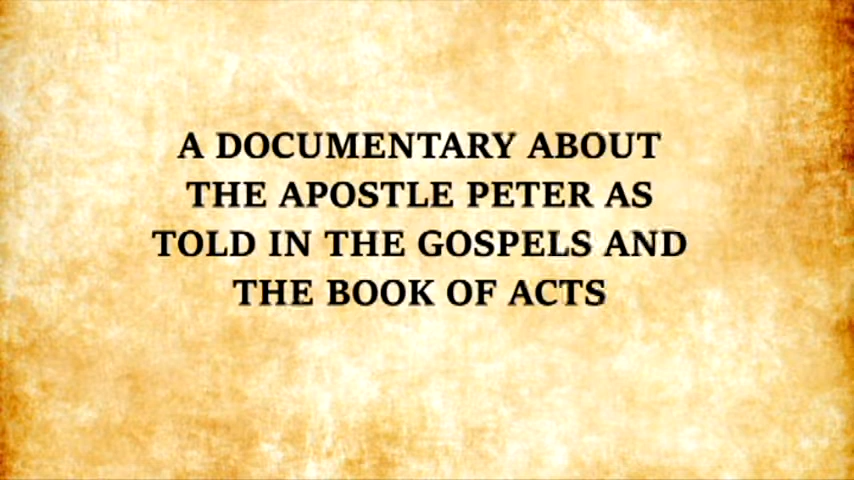 A DOCUMENTARY ABOUT
THE APOSTLE PETER AS
TOLD IN THE GOSPELS AND
THE BOOK OF ACTS